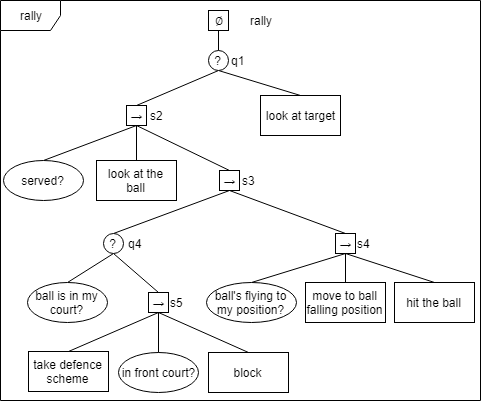 rally
Ø rally
? q1
→ s2
look at target
served?
look at the
ball
→ s3
? q4
→ s4
ball is in my
court?
→ s5
ball's flying to
my position?
move to ball
falling position
hit the ball
take defence
scheme
in front court?
block